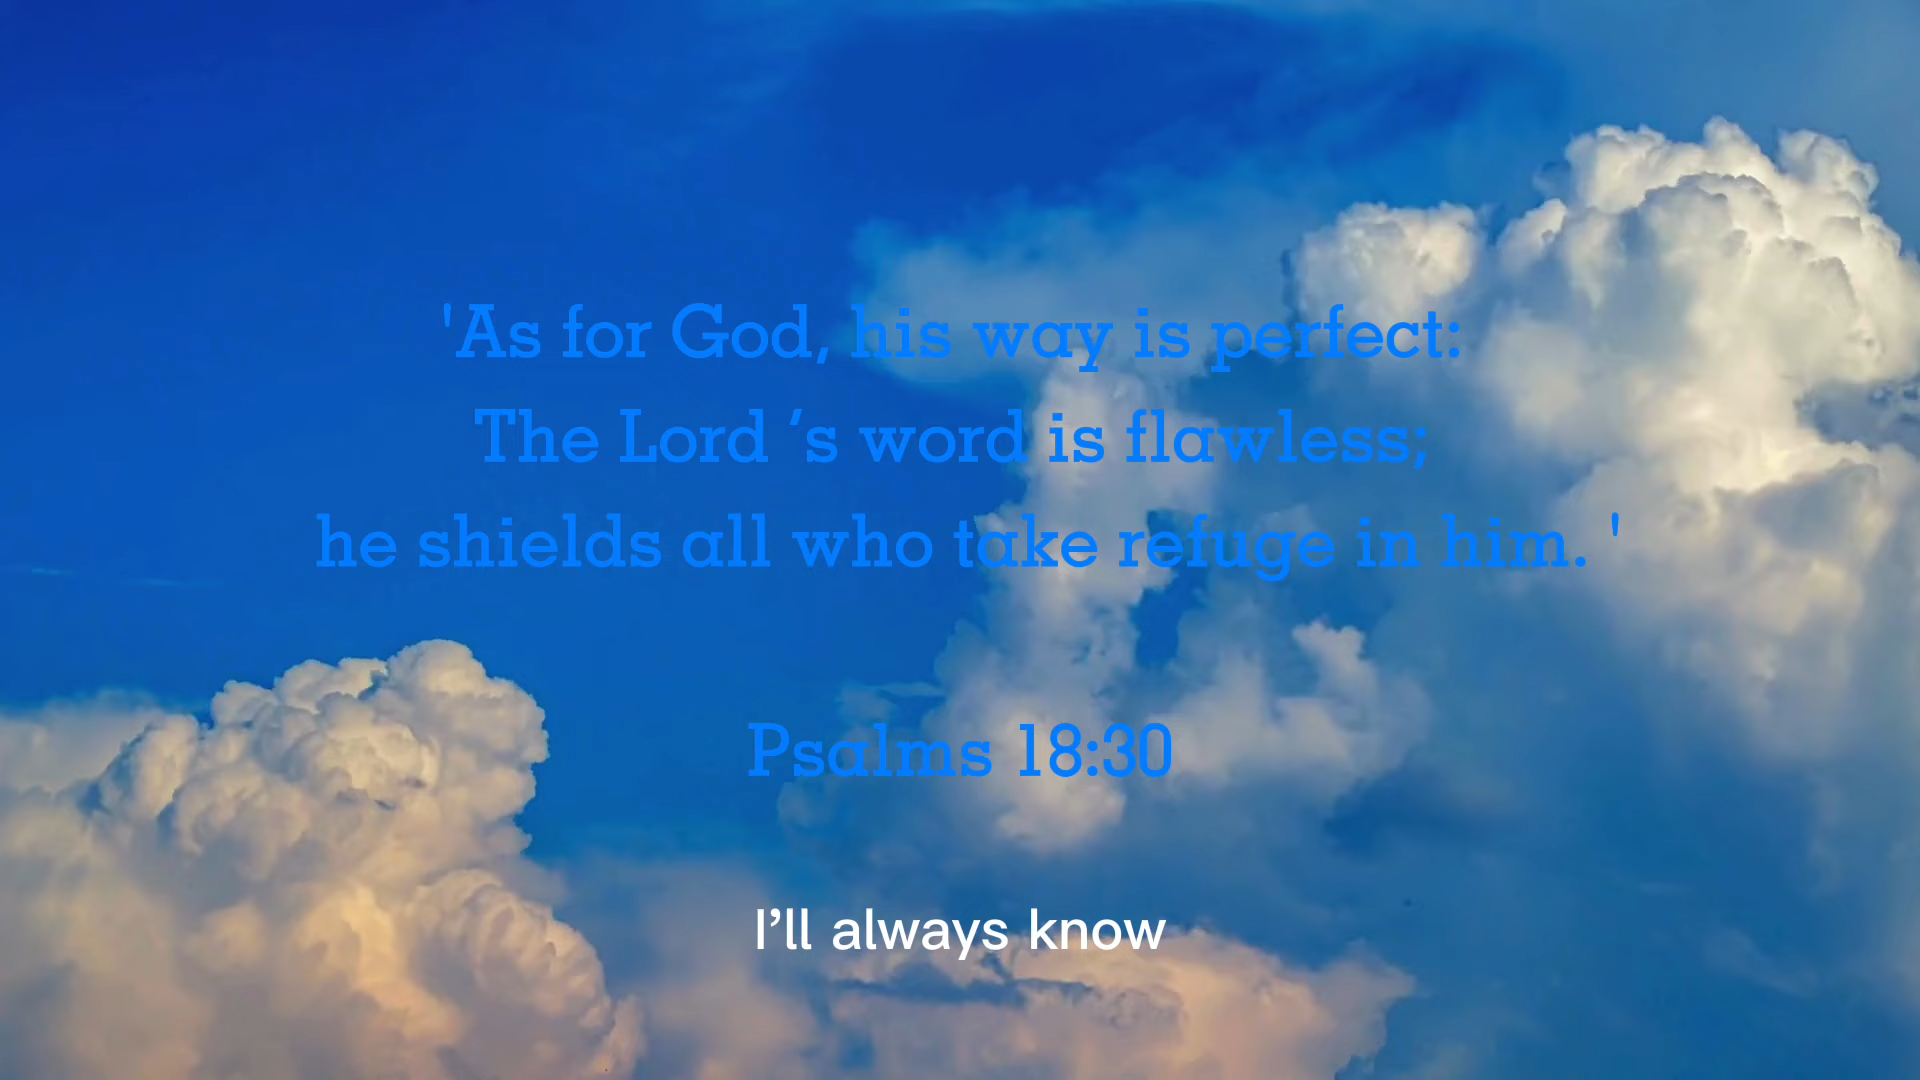 'As for God, his way is perfect:
The Lord ’s word is flawless;
he shields all who take refuge in him. '
Psalms 18:30
I’ll always know